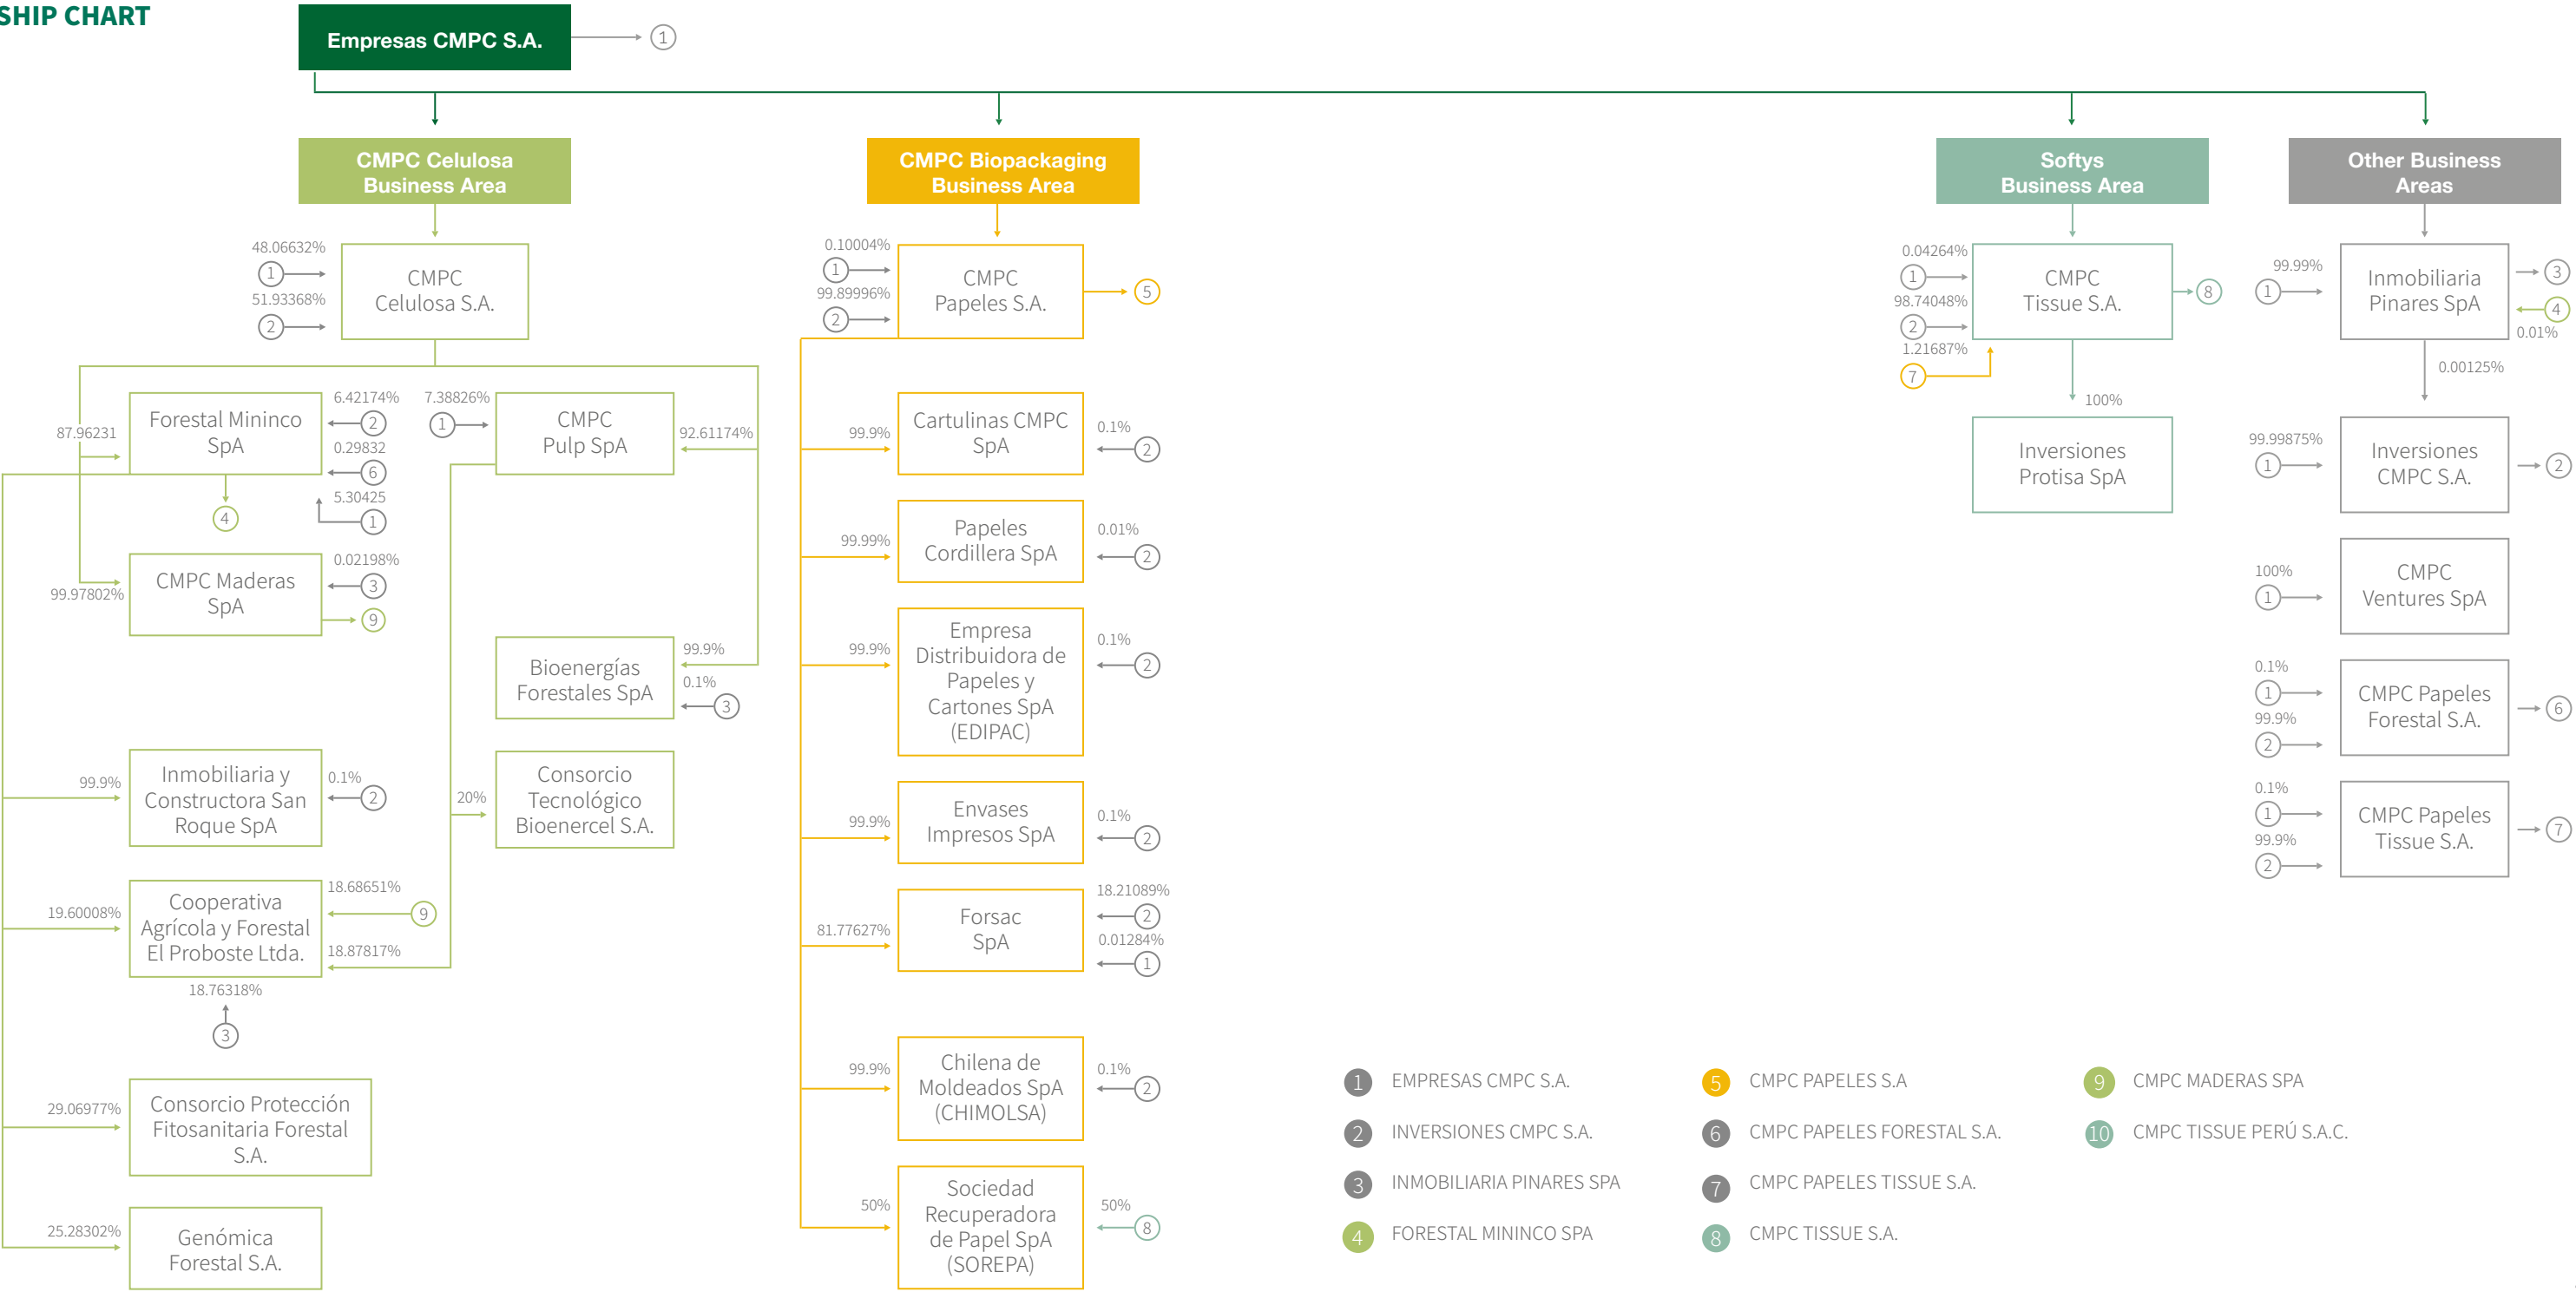 SHIP CHART
Empresas CMPC S.A.
1
CMPC Celulosa
Business Area
48.06632%
1
51.93368%
2
CMPC
Celulosa S.A.
87.96231
Forestal Mininco
SpA
6.42174%
2
0.29832
6
5.30425
1
4
99.97802%
CMPC Maderas
SpA
0.02198%
3
9
7.38826%
1
CMPC
Pulp SpA
92.61174%
Bioenergías
Forestales SpA
99.9%
0.1%
3
99.9%
Inmobiliaria y
Constructora San
Roque SpA
0.1%
2
20%
Consorcio
Tecnológico
Bioenercel S.A.
19.60008%
Cooperativa
Agrícola y Forestal
El Proboste Ltda.
18.68651%
9
18.87817%
18.76318%
3
29.06977%
Consorcio Protección
Fitosanitaria Forestal
S.A.
25.28302%
Genómica
Forestal S.A.
CMPC Biopackaging
Business Area
0.10004%
1
99.89996%
2
CMPC
Papeles S.A.
5
99.9%
Cartulinas CMPC
SpA
0.1%
2
99.99%
Papeles
Cordillera SpA
0.01%
2
99.9%
Empresa
Distribuidora de
Papeles y
Cartones SpA
(EDIPAC)
0.1%
2
99.9%
Envases
Impresos SpA
0.1%
2
81.77627%
Forsac
SpA
18.21089%
2
0.01284%
1
99.9%
Chilena de
Moldeados SpA
(CHIMOLSA)
0.1%
2
50%
Sociedad
Recuperadora
de Papel SpA
(SOREPA)
50%
8
Softys
Business Area
0.04264%
1
98.74048%
2
1.21687%
7
CMPC
Tissue S.A.
8
100%
Inversiones
Protisa SpA
Other Business
Areas
99.99%
1
Inmobiliaria
Pinares SpA
3
4
0.01%
0.00125%
99.99875%
1
Inversiones
CMPC S.A.
2
100%
1
CMPC
Ventures SpA
0.1%
1
99.9%
2
CMPC Papeles
Forestal S.A.
6
0.1%
1
99.9%
2
CMPC Papeles
Tissue S.A.
7
1 EMPRESAS CMPC S.A.
2 INVERSIONES CMPC S.A.
3 INMOBILIARIA PINARES SPA
4 FORESTAL MININCO SPA
5 CMPC PAPELES S.A
6 CMPC PAPELES FORESTAL S.A.
7 CMPC PAPELES TISSUE S.A.
8 CMPC TISSUE S.A.
9 CMPC MADERAS SPA
10 CMPC TISSUE PERÚ S.A.C.